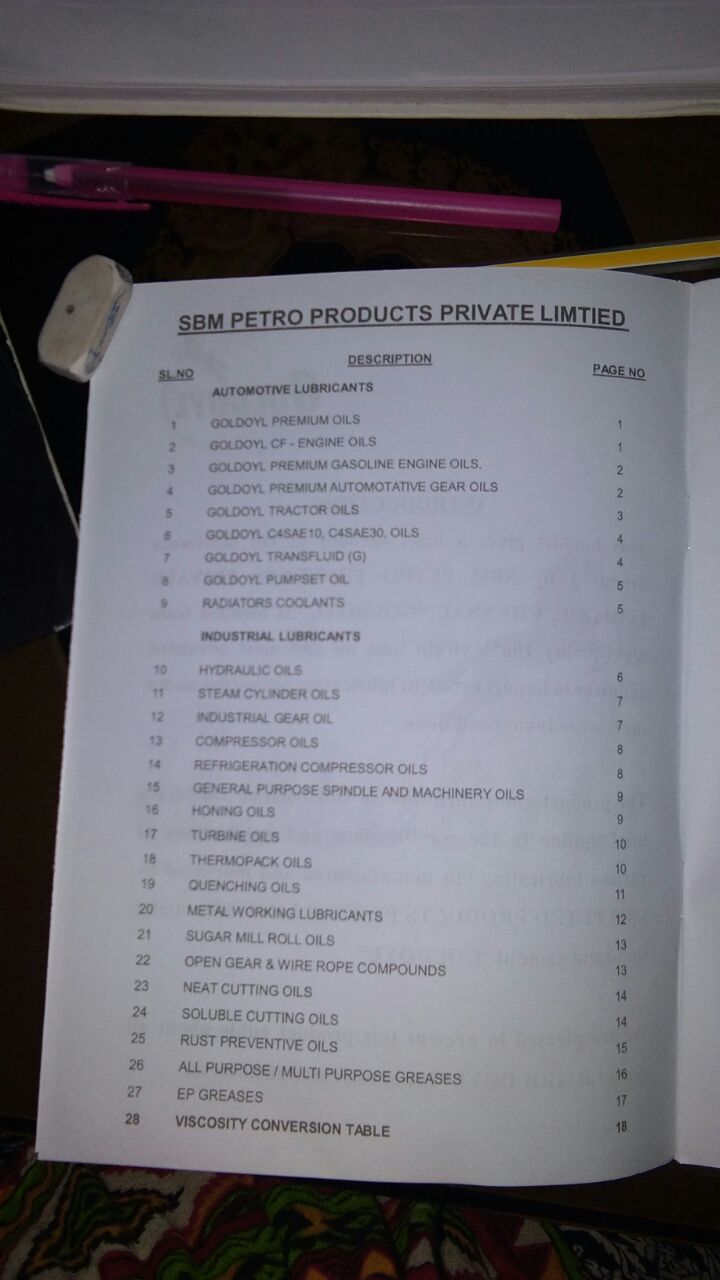 SBM PETRO PRODUCTS PRIVATE LIMTIED
SL.NO DESCRIPTION PAGE NO
AUTOMOTIVE LUBRICANTS
1 GOLDOYL PREMIUM OILS 1
2 GOLDOYL CF - ENGINE OILS 1
3 GOLDOYL PREMIUM GASOLINE ENGINE OILS. 2
4 GOLDOYL PREMIUM AUTOMOTATIVE GEAR OILS 2
5 GOLDOYL TRACTOR OILS 3
6 GOLDOYL C4SAE10, C4SAE30. OILS 4
7 GOLDOYL TRANSFLUID (G) 4
8 GOLDOYL PUMPSET OIL 5
9 RADIATORS COOLANTS 5
INDUSTRIAL LUBRICANTS
10 HYDRAULIC OILS 6
11 STEAM CYLINDER OILS 7
12 INDUSTRIAL GEAR OIL 7
13 COMPRESSOR OILS 8
14 REFRIGERATION COMPRESSOR OILS 8
15 GENERAL PURPOSE SPINDLE AND MACHINERY OILS 9
16 HONING OILS 9
17 TURBINE OILS 10
18 THERMOPACK OILS 10
19 QUENCHING OILS 11
20 METAL WORKING LUBRICANTS 12
21 SUGAR MILL ROLL OILS 13
22 OPEN GEAR & WIRE ROPE COMPOUNDS 13
23 NEAT CUTTING OILS 14
24 SOLUBLE CUTTING OILS 14
25 RUST PREVENTIVE OILS 15
26 ALL PURPOSE / MULTI PURPOSE GREASES 16
27 EP GREASES 17
28 VISCOSITY CONVERSION TABLE 18